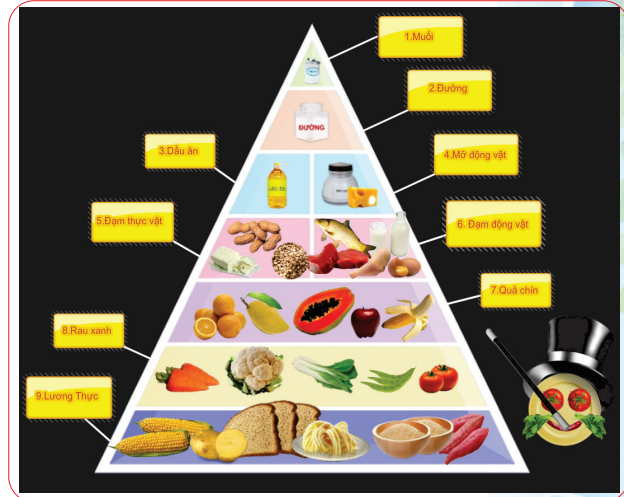 1.Muối
2.Đường
ĐƯỜNG
3.Dầu ăn
4.Mỡ động vật
5.Đạm thực vật
6. Đạm động vật
7.Quả chín
8.Rau xanh
9.Lương Thực